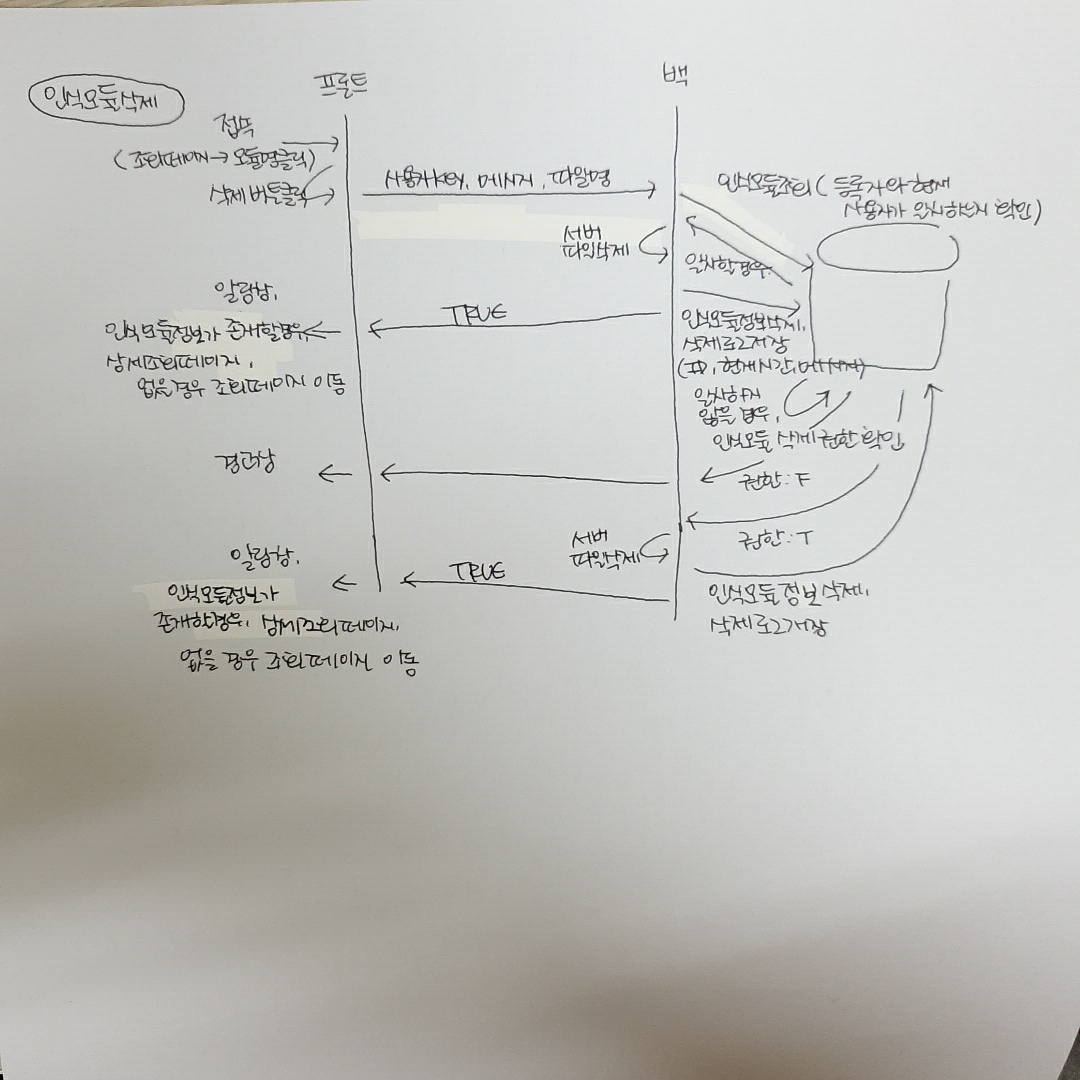 인식모듈삭제
프론트
백
접속
(조회페이지→모듈명클릭)
삭제 버튼클릭
사용자key, 메시지, 파일명
인식모듈조회( 등록자와 현재
사용자가 일치하는지 확인)
서버
파일삭제
일치할경우,
알림창,
인식모듈정보가 존재할경우,
상세조회페이지,
없을경우 조회페이지 이동
TRUE
인식모듈정보삭제,
삭제로그저장
(ID, 현재시간, 메시지)
일치하지
않을 경우,
인식모듈 삭제 권한 확인
경고창
권한: F
권한: T
서버
파일삭제
알림창,
인식모듈정보가
존재할경우, 상세조회페이지,
없을 경우 조회페이지 이동
TRUE
인식모듈정보삭제,
삭제로그저장